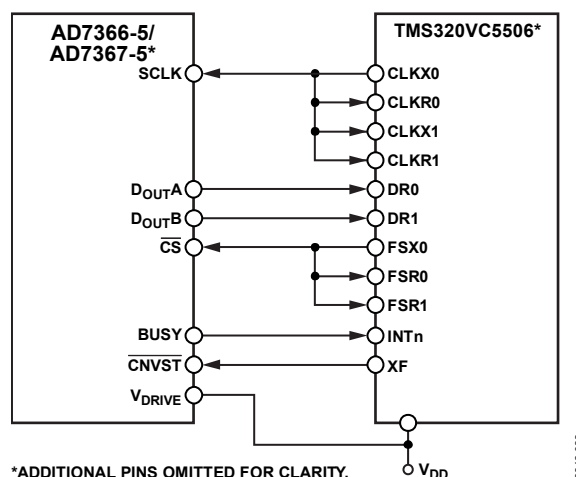 AD7366-5/
AD7367-5*
TMS320VC5506*
SCLK
CLKX0
CLKR0
CLKX1
CLKR1
DOUTA
DR0
DOUTB
DR1
CS
FSX0
FSR0
FSR1
BUSY
INTn
CNVST
XF
VDRIVE
*ADDITIONAL PINS OMITTED FOR CLARITY.
VDD